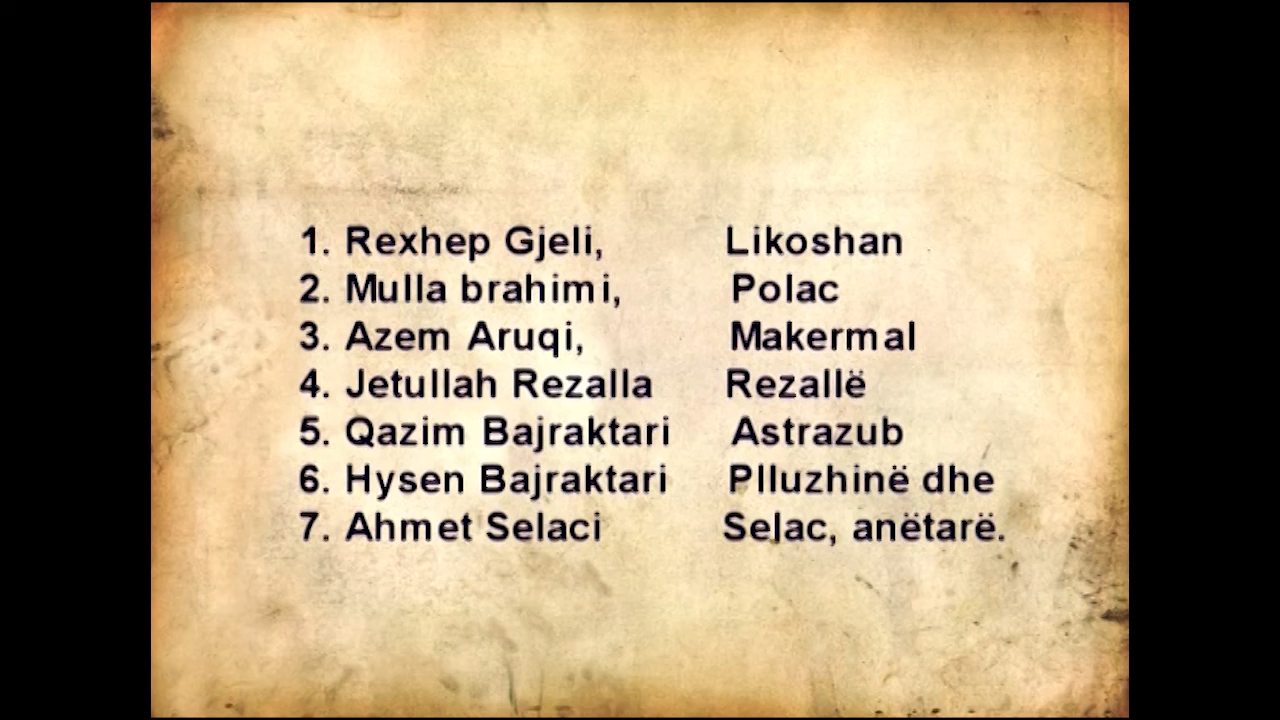 1. Rexhep Gjeli, Likoshan
2. Mulla brahimi, Polac
3. Azem Aruqi, Makermal
4. Jetullah Rezalla Rezallë
5. Qazim Bajraktari Astrazub
6. Hysen Bajraktari Plluzhinë dhe
7. Ahmet Selaci Selac, anëtarë.